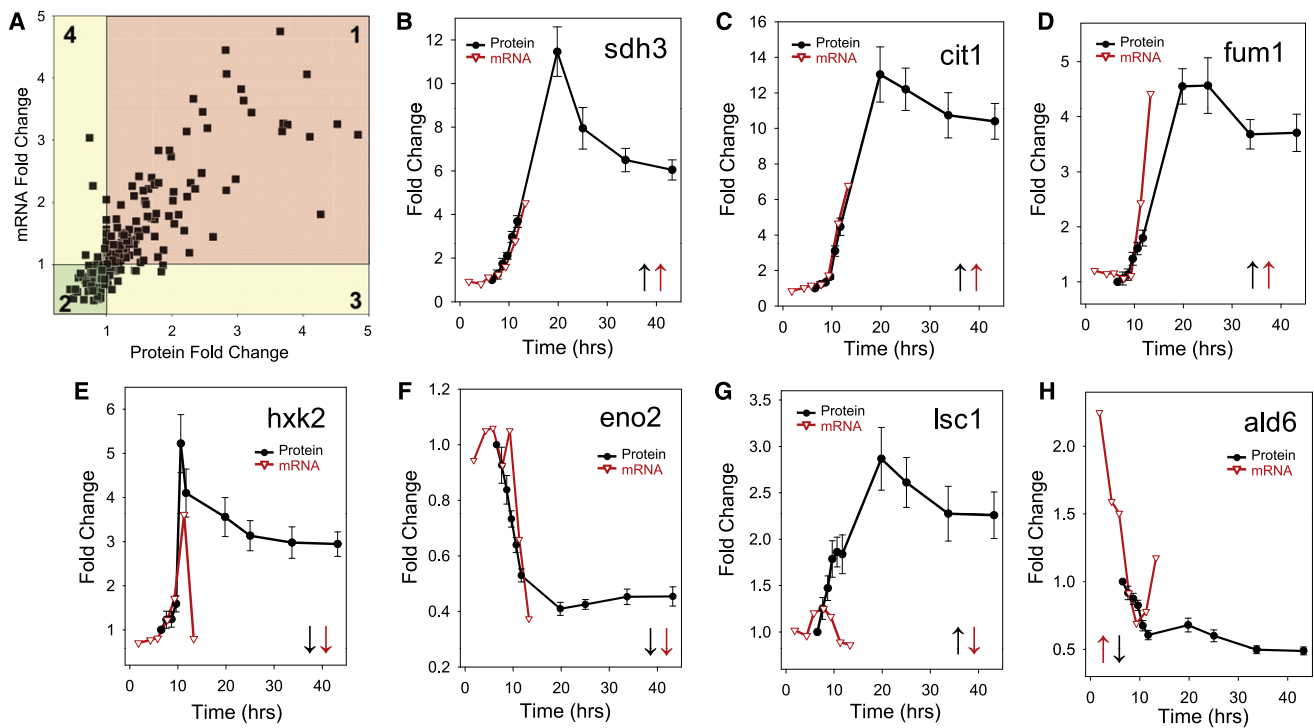 A
4
1
2
3
5
4
3
2
1
1
2
3
4
5
mRNA Fold Change
Protein Fold Change
B
sdh3
Protein
mRNA
12
10
8
6
4
2
0
0
10
20
30
40
Fold Change
Time (hrs)
C
cit1
Protein
mRNA
16
14
12
10
8
6
4
2
0
0
10
20
30
40
Fold Change
Time (hrs)
D
fum1
Protein
mRNA
5
4
3
2
1
0
10
20
30
40
Fold Change
Time (hrs)
E
hxk2
Protein
mRNA
6
5
4
3
2
1
0
10
20
30
40
Fold Change
Time (hrs)
F
eno2
Protein
mRNA
1.2
1.0
0.8
0.6
0.4
0.2
0
10
20
30
40
Fold Change
Time (hrs)
G
lsc1
Protein
mRNA
3.5
3.0
2.5
2.0
1.5
1.0
0
10
20
30
40
Fold Change
Time (hrs)
H
ald6
Protein
mRNA
2.0
1.5
1.0
0.5
0
10
20
30
40
Fold Change
Time (hrs)